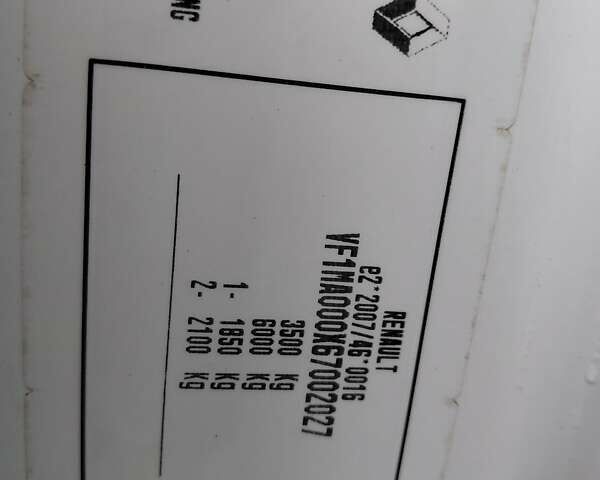 RENAULT
e2*2007/46*0016
VF1MA000X67002027
3500 Kg
6000 Kg
1- 1850 Kg
2- 2100 Kg